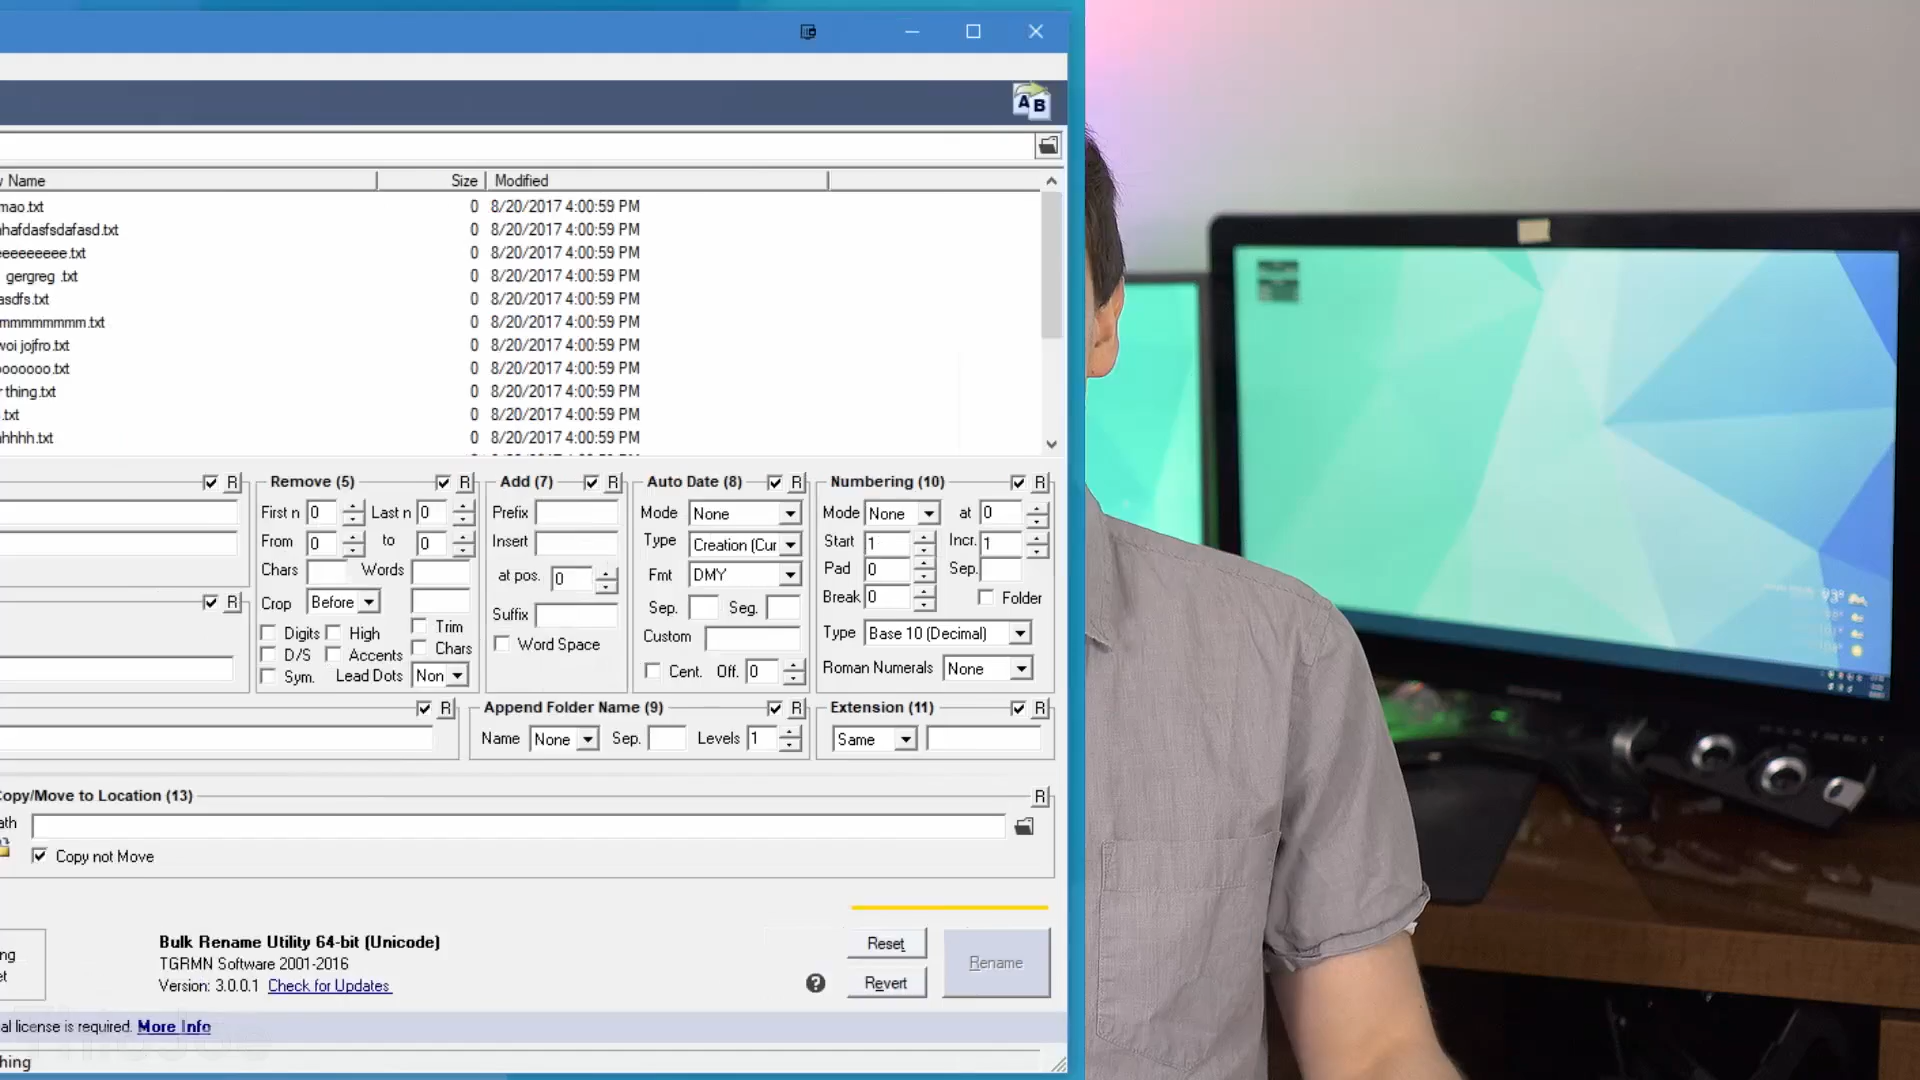 Name Size Modified
mao.txt 0 8/20/2017 4:00:59 PM
hafdasfsdafasd.txt 0 8/20/2017 4:00:59 PM
eeeeeeeee.txt 0 8/20/2017 4:00:59 PM
gergreg .txt 0 8/20/2017 4:00:59 PM
asdfs.txt 0 8/20/2017 4:00:59 PM
mmmmmmmm.txt 0 8/20/2017 4:00:59 PM
woi jojfro.txt 0 8/20/2017 4:00:59 PM
ooooooo.txt 0 8/20/2017 4:00:59 PM
r thing.txt 0 8/20/2017 4:00:59 PM
.txt 0 8/20/2017 4:00:59 PM
hhhhh.txt 0 8/20/2017 4:00:59 PM
R Remove (5) R Add (7) R Auto Date (8) R Numbering (10) R
First n 0 Last n 0 Prefix Mode None Mode None at 0
From 0 to 0 Insert Type Creation (Cur Start 1 Incr. 1
Chars Words at pos. 0 Fmt DMY Pad 0 Sep.
Crop Before Suffix Sep. Seg. Break 0 Folder
R
Digits High Trim Word Space Custom Type Base 10 (Decimal)
D/S Accents Chars
Sym. Lead Dots Non Cent. Off. 0 Roman Numerals None
R Append Folder Name (9) R Extension (11) R
Name None Sep. Levels 1 Same
Copy/Move to Location (13) R
ath
Copy not Move
Bulk Rename Utility 64-bit (Unicode)
TGRMN Software 2001-2016
Version: 3.0.0.1 Check for Updates
Reset
Revert
Rename
ng
et
al license is required. More Info
ThioJoe
hing
A B
93°